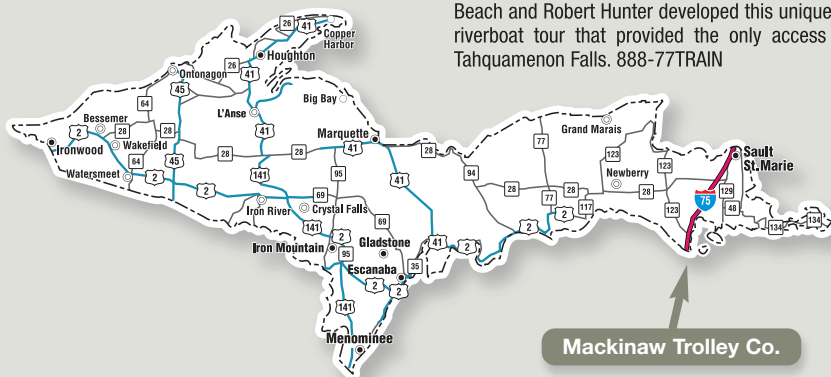 Beach and Robert Hunter developed this unique
riverboat tour that provided the only access
Tahquamenon Falls. 888-77TRAIN
26
41
Copper
Harbor
Houghton
26
41
Ontonagon
45
64
L'Anse
Big Bay
Bessemer
2
28
28
Ironwood
Wakefield
64
45
Watersmeet
2
2
28
41
Marquette
41
28
141
95
41
69
Iron River
Crystal Falls
69
141
Iron Mountain
2
95
Gladstone
41
35
Escanaba
2
2
141
Menominee
94
28
77
77
28
2
2
2
117
Grand Marais
123
Newberry
28
123
123
Sault
St. Marie
75
129
48
134
134
Mackinaw Trolley Co.